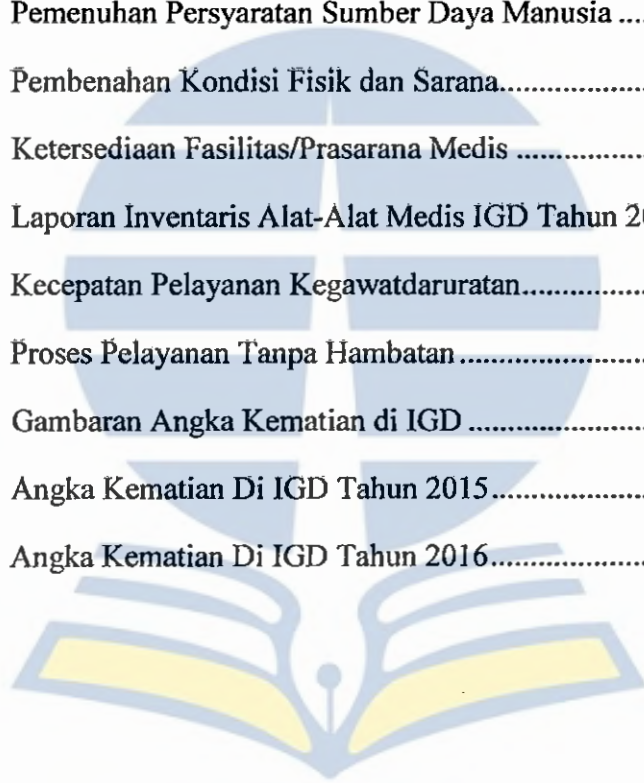 Pemenuhan Persyaratan Sumber Daya Manusia ....
Pembenahan Kondisi Fisik dan Sarana..................
Ketersediaan Fasilitas/Prasarana Medis ................
Laporan Inventaris Alat-Alat Medis IGD Tahun
Kecepatan Pelayanan Kegawatdaruratan................
Proses Pelayanan Tanpa Hambatan.......................
Gambaran Angka Kematian di IGD ......................
Angka Kematian Di IGD Tahun 2015...................
Angka Kematian Di IGD Tahun 2016...................